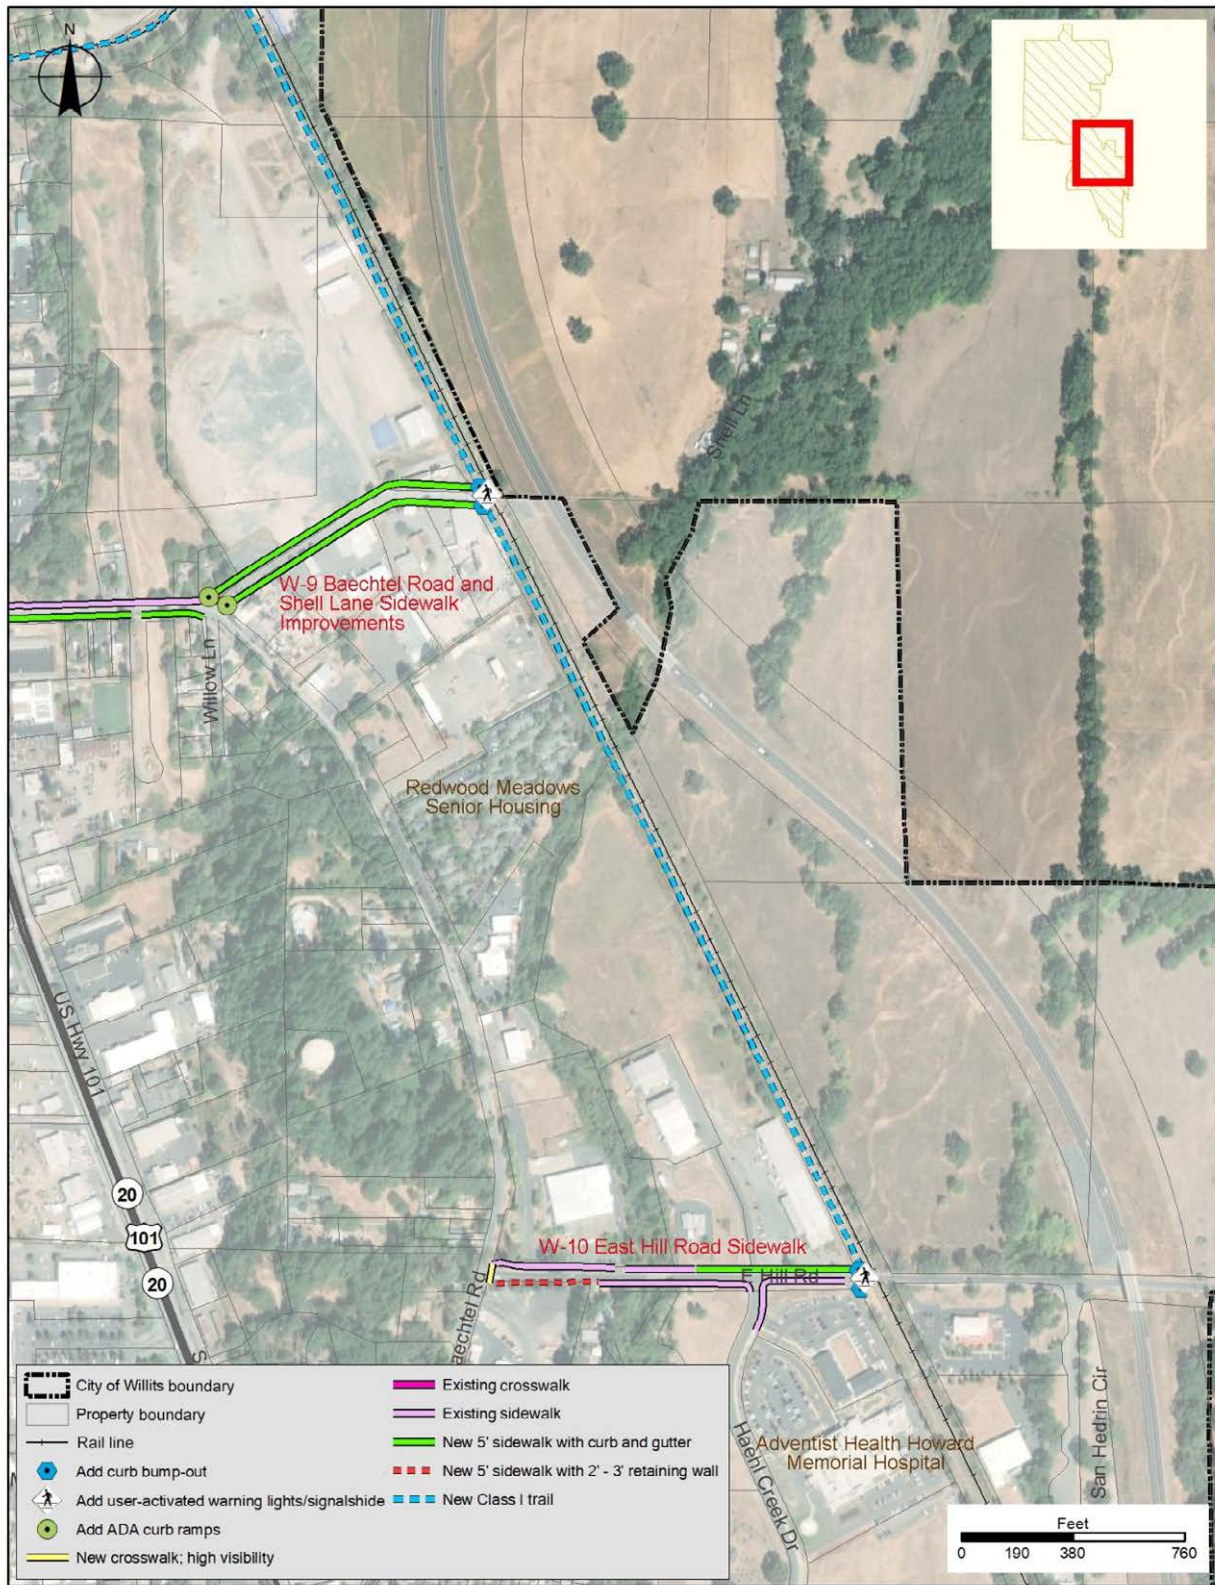 N
Shell Ln
W-9 Baechtel Road and
Shell Lane Sidewalk
Improvements
Willow Ln
Redwood Meadows
Senior Housing
US Hwy 101
20
101
20
S
W-10 East Hill Road Sidewalk
E Hill Rd
aechtel Rd
Haehl Creek Dr
Adventist Health Howard
Memorial Hospital
San Hedrin Cir
City of Willits boundary
Property boundary
Rail line
Add curb bump-out
Add user-activated warning lights/signalshide
Add ADA curb ramps
New crosswalk; high visibility
Existing crosswalk
Existing sidewalk
New 5' sidewalk with curb and gutter
New 5' sidewalk with 2' - 3' retaining wall
New Class I trail
Feet
0 190 380 760